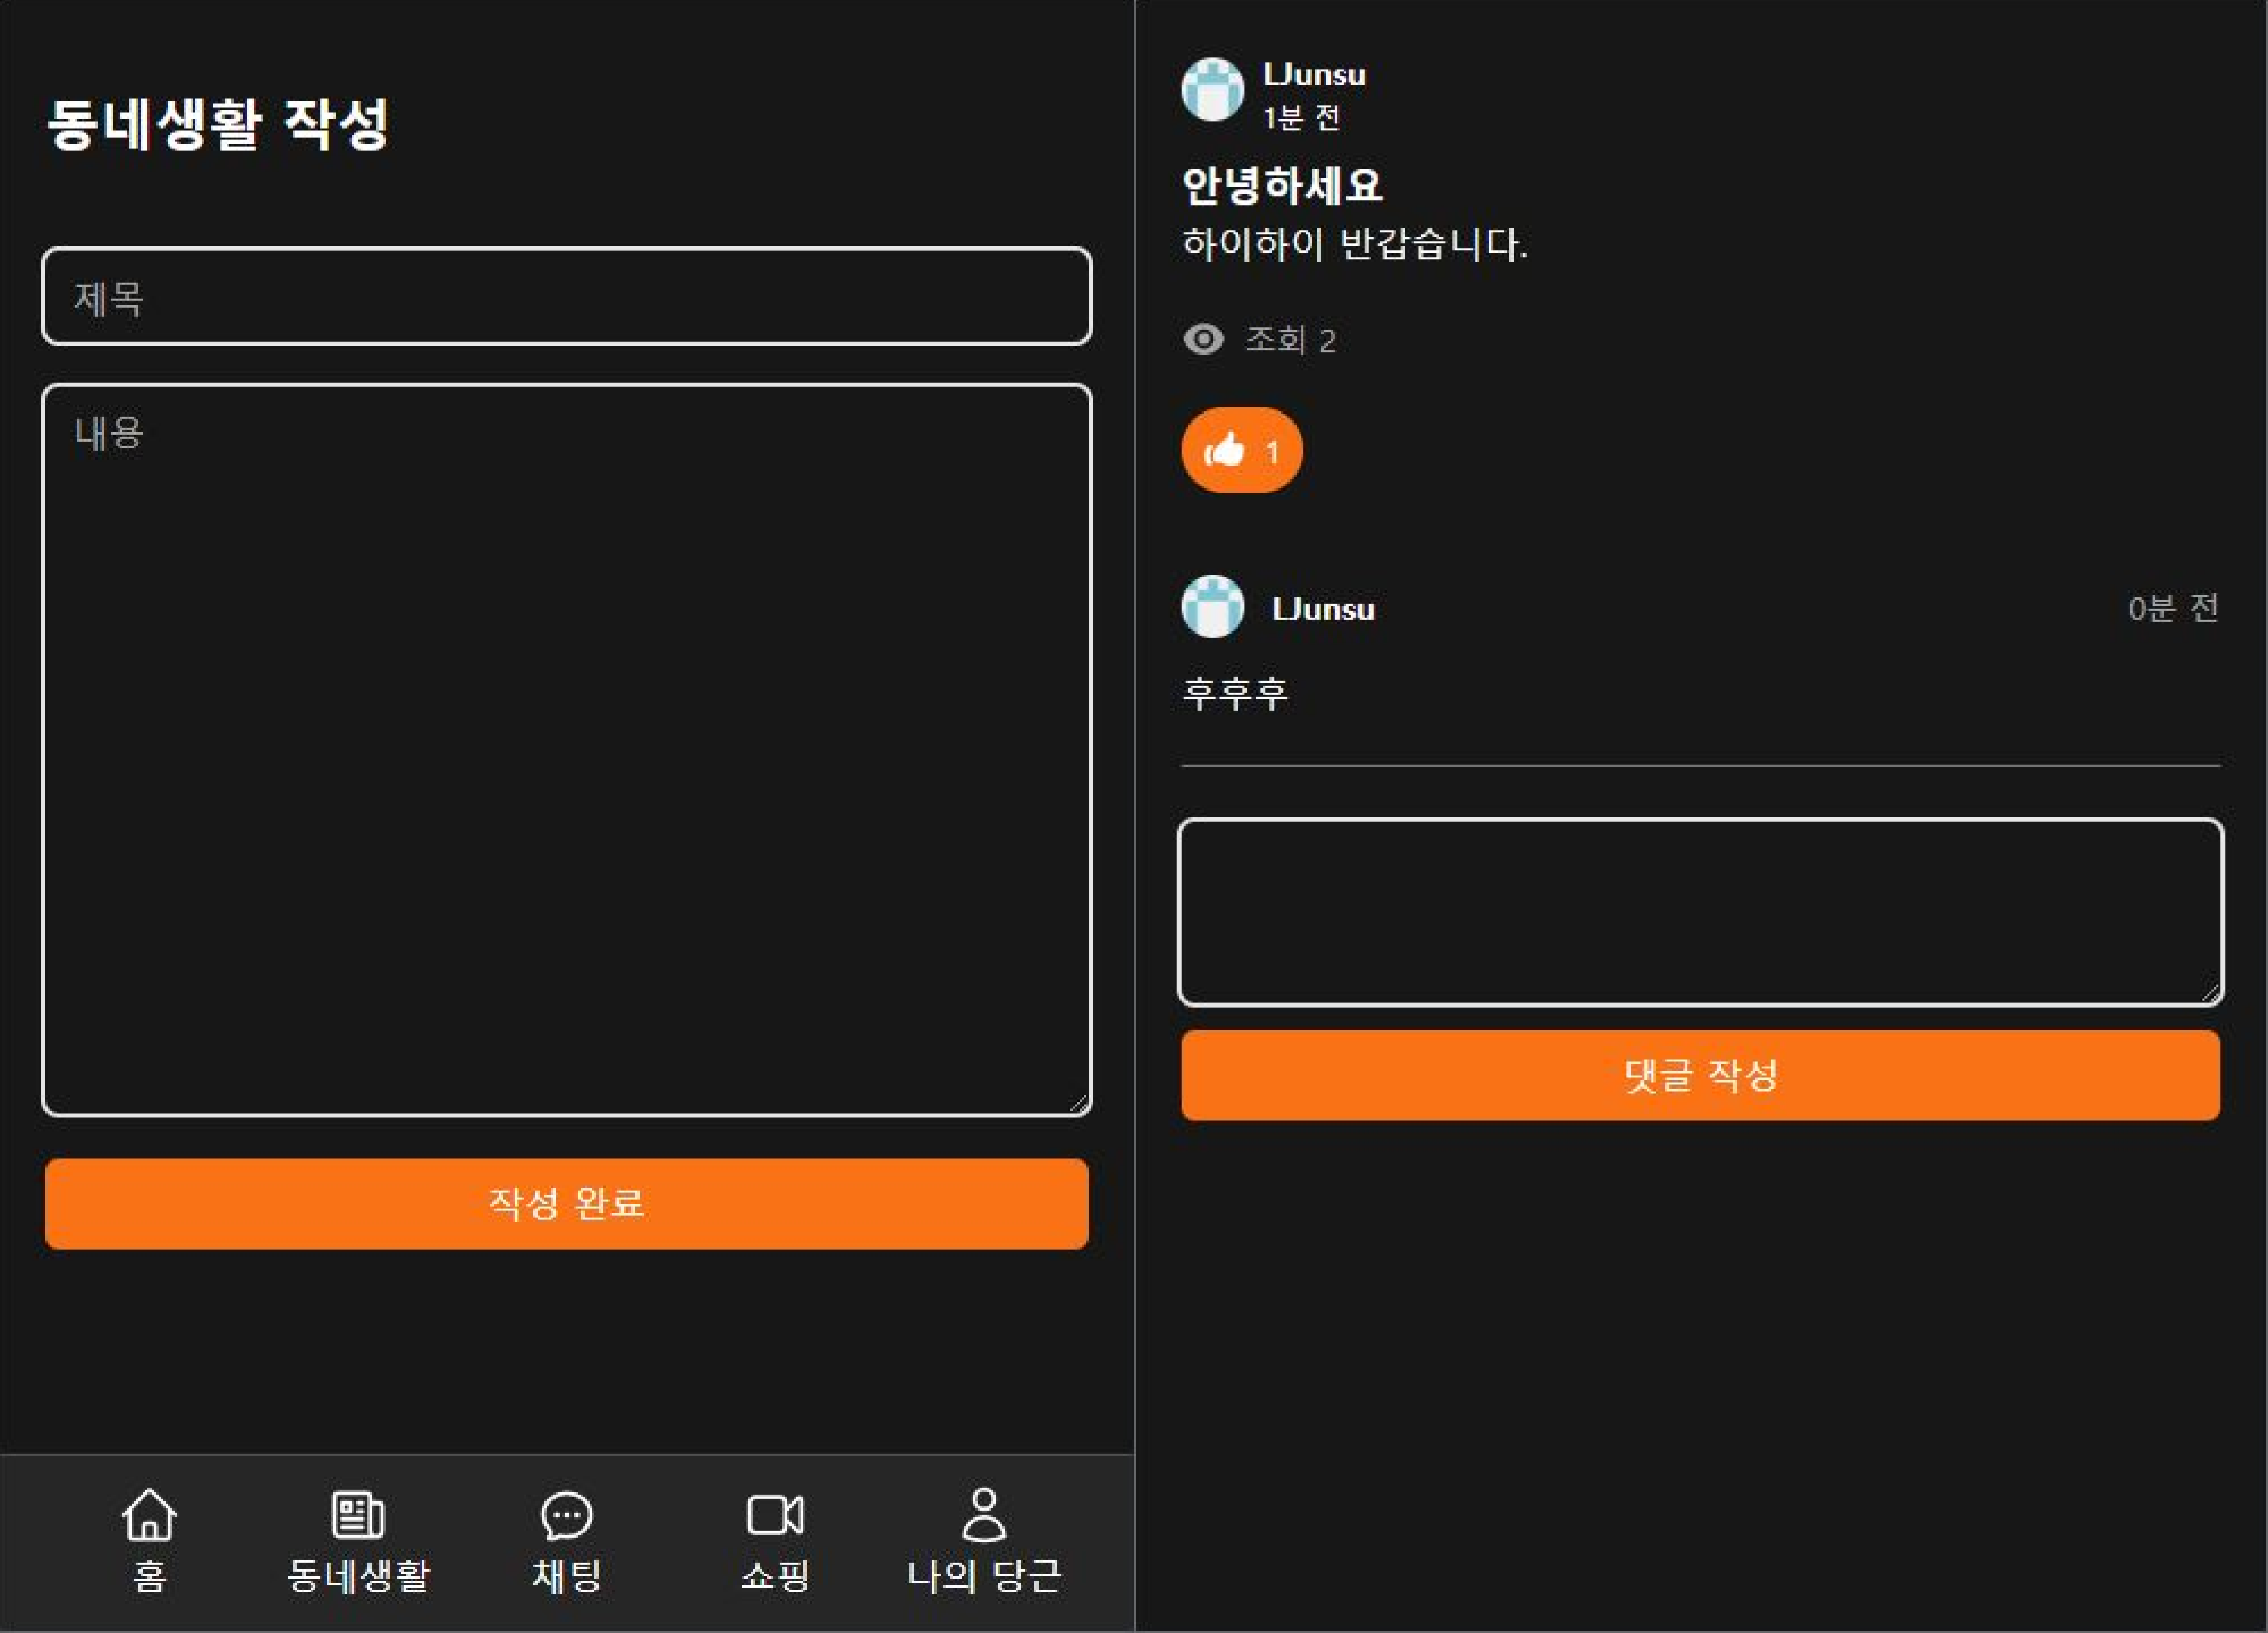 동네생활 작성
제목
내용
작성 완료
홈
동네생활
채팅
쇼핑
나의 당근
LJunsu
1분 전
안녕하세요
하이하이 반갑습니다.
조회 2
1
LJunsu
0분 전
후후후
댓글 작성